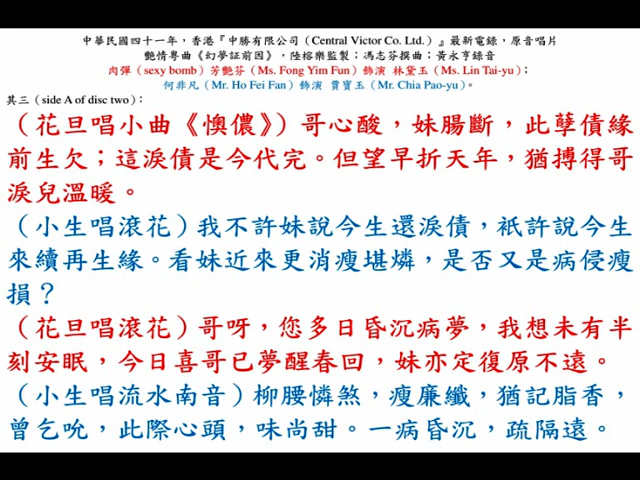 中華民國四十一年，香港『中勝有限公司（Central Victor Co. Ltd.）』最新電錄，原音唱片
艷情粵曲《幻夢証前因》，陸榕樂監製；馮志芬撰曲；黃永亨錄音
肉彈（sexy bomb）芳艷芬（Ms. Fong Yim Fun）飾演 林黛玉（Ms. Lin Tai-yu）：
何非凡（Mr. Ho Fei Fan）飾演 賈寶玉（Mr. Chia Pao-yu）。
其三（side A of disc two）：
（花旦唱小曲《懊儂》）哥心酸，妹腸斷，此孽債緣
前生欠；這淚債是今代完。但望早折天年，猶搏得哥
淚兒溫暖。
（小生唱滾花）我不許妹說今生還淚債，衹許說今生
來續再生緣。看妹近來更消瘦堪憐，是否又是病侵瘦
損？
（花旦唱滾花）哥呀，您多日昏沉病夢，我想未有半
刻安眠，今日喜哥已夢醒春回，妹亦定復原不遠。
（小生唱流水南音）柳腰憐煞，瘦廉纖，猶記脂香，
曾乞吮，此際心頭，味尚甜。一病昏沉，疏隔遠。